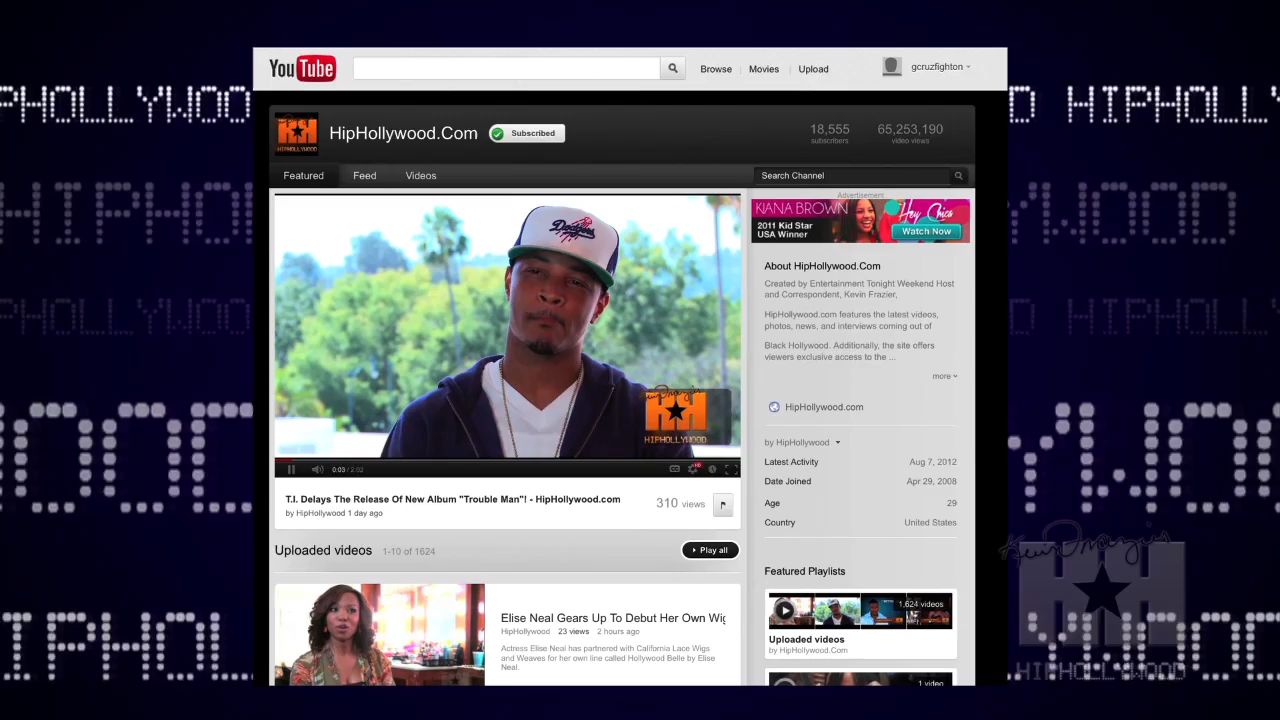 YouTube
Browse
Movies
Upload
gcruzfighton
HIPHOLLYWOOD
HipHollywood.Com
Subscribed
18,555
subscribers
65,253,190
video views
Featured
Feed
Videos
Search Channel
Dodgers
HIPHOLLYWOOD
0:03 / 2:02
T.I. Delays The Release Of New Album "Trouble Man"! - HipHollywood.com
by HipHollywood 1 day ago
310 views
Uploaded videos 1-10 of 1624
Play all
Elise Neal Gears Up To Debut Her Own Wig
HipHollywood 23 views 2 hours ago
Actress Elise Neal has partnered with California Lace Wigs
and Weaves for her own line called Hollywood Belle by Elise
Neal.
Advertisement
KIANA BROWN
2011 Kid Star
USA Winner
Hey Chica
Watch Now
About HipHollywood.Com
Created by Entertainment Tonight Weekend Host
and Correspondent, Kevin Frazier,
HipHollywood.com features the latest videos,
photos, news, and interviews coming out of
Black Hollywood. Additionally, the site offers
viewers exclusive access to the ...
more
HipHollywood.com
by HipHollywood
Latest Activity Aug 7, 2012
Date Joined Apr 29, 2008
Age 29
Country United States
Featured Playlists
1,624 videos
Uploaded videos
by HipHollywood.Com
1 video
HIPHOLLYWOOD